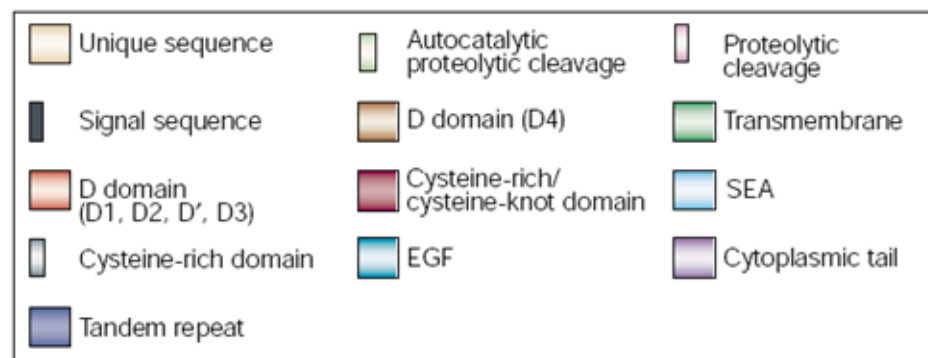 Unique sequence
Autocatalytic
proteolytic cleavage
Proteolytic
cleavage
Signal sequence
D domain (D4)
Transmembrane
D domain
(D1, D2, D′, D3)
Cysteine-rich/
cysteine-knot domain
SEA
Cysteine-rich domain
EGF
Cytoplasmic tail
Tandem repeat